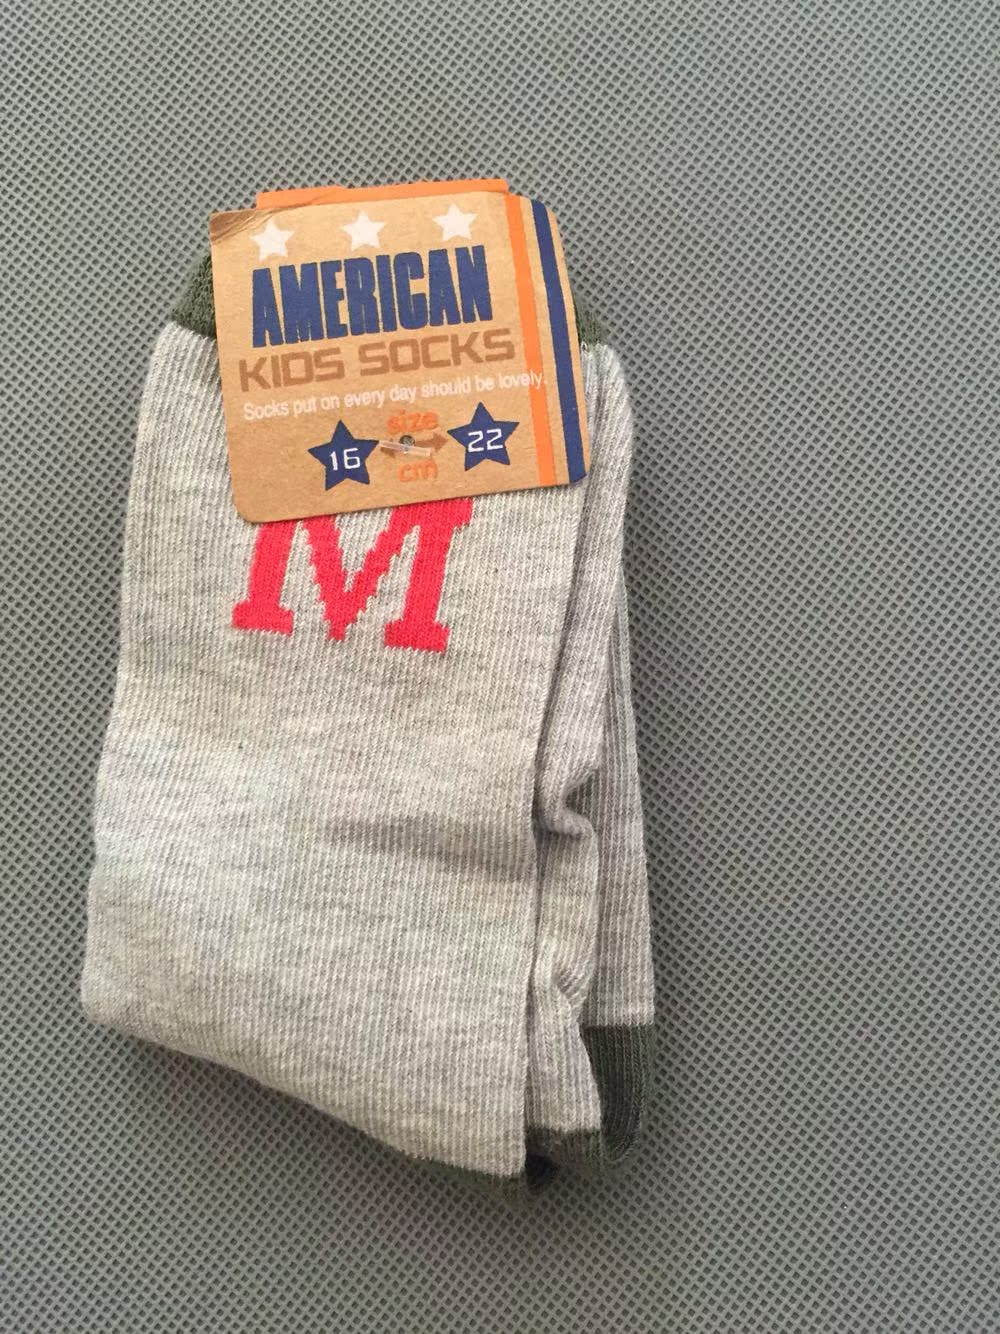 AMERICAN
KIDS SOCKS
Socks put on every day should be lovely.
size
16 22
cm
M